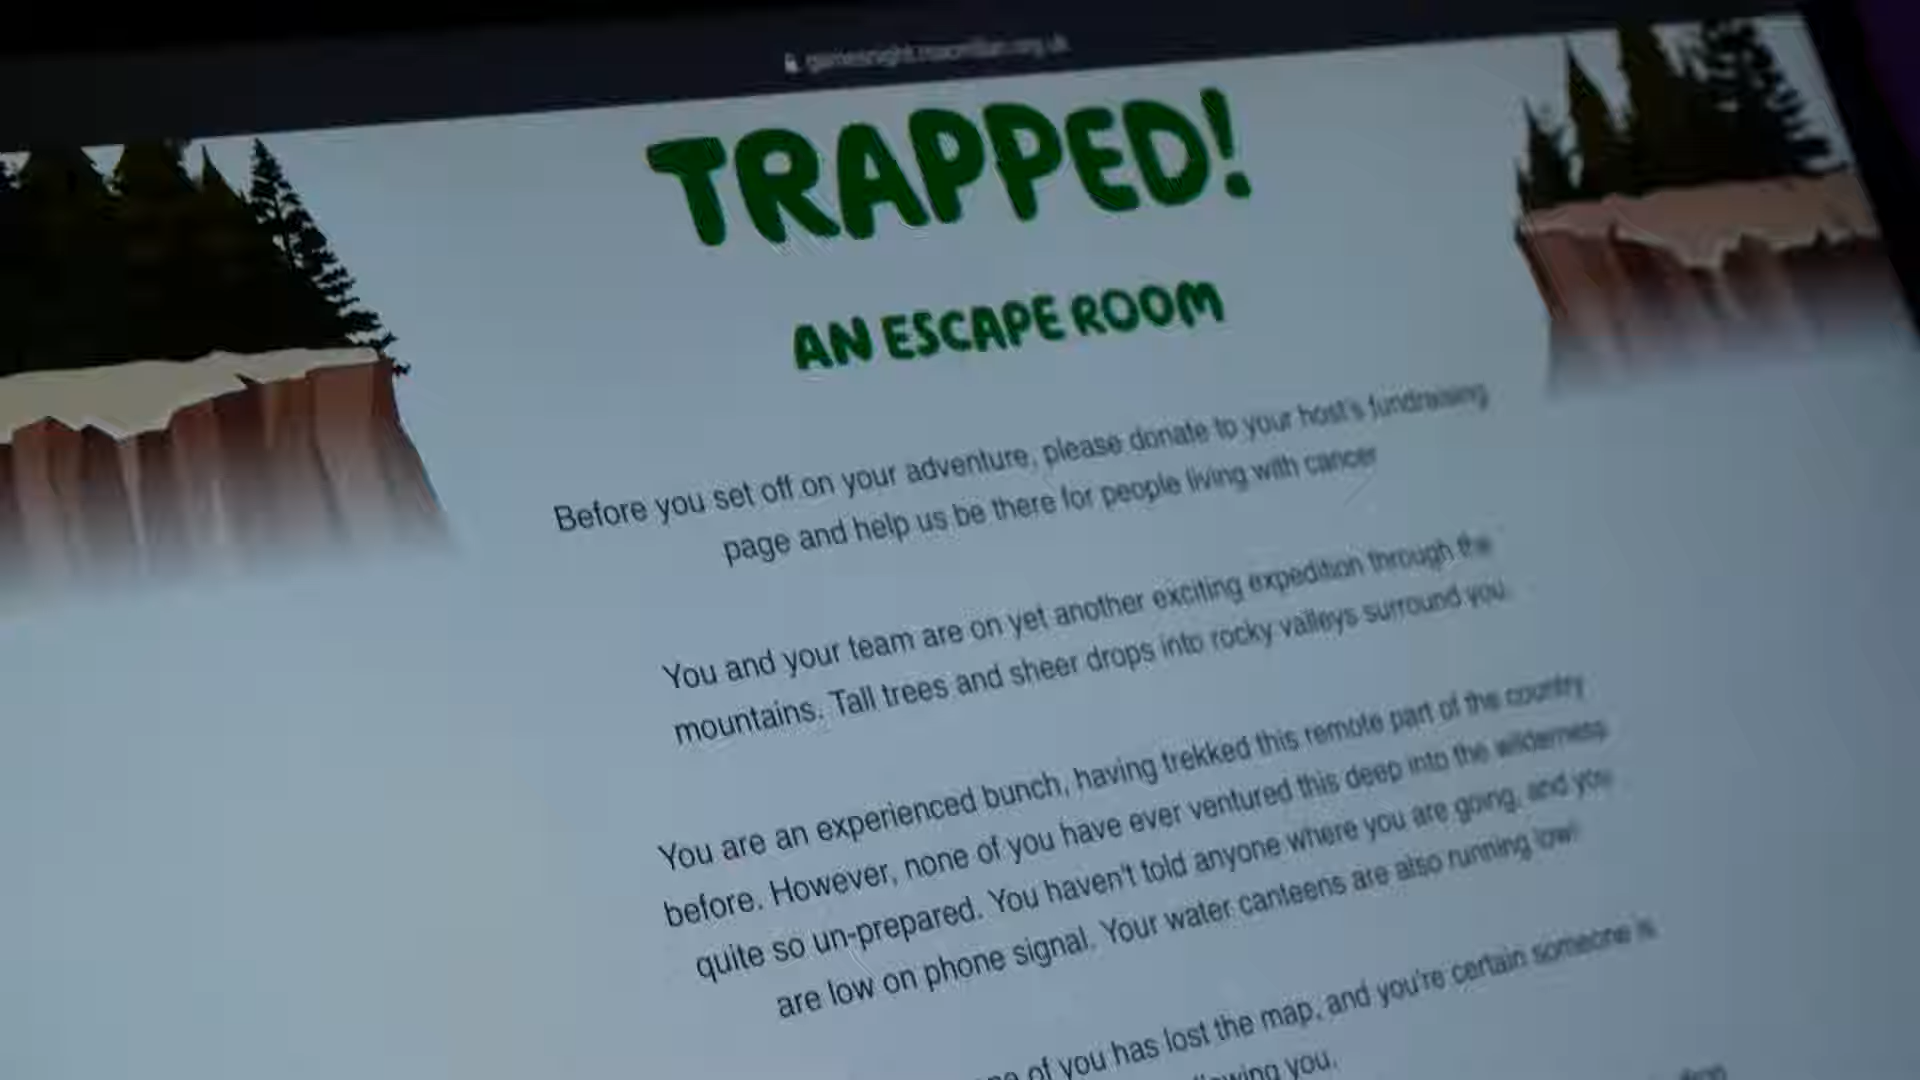 gamesnight.macmillan.org.uk
TRAPPED!
AN ESCAPE ROOM
Before you set off on your adventure, please donate to your host's fundraising
page and help us be there for people living with cancer
You and your team are on yet another exciting expedition through the
mountains. Tall trees and sheer drops into rocky valleys surround you.
You are an experienced bunch, having trekked this remote part of the country
before. However, none of you have ever ventured this deep into the wilderness
quite so un-prepared. You haven't told anyone where you are going, and you
are low on phone signal. Your water canteens are also running low!
of you has lost the map, and you're certain someone is
you.
drop